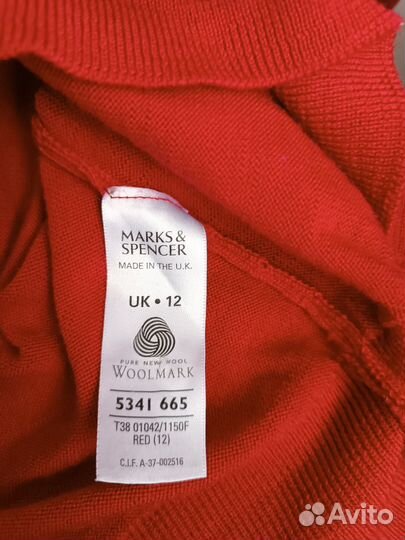 MARKS &
SPENCER
MADE IN THE U.K.
UK • 12
PURE NEW WOOL
WOOLMARK
5341 665
T38 01042/1150F
RED (12)
C.I.F. A-37-002516
Avito